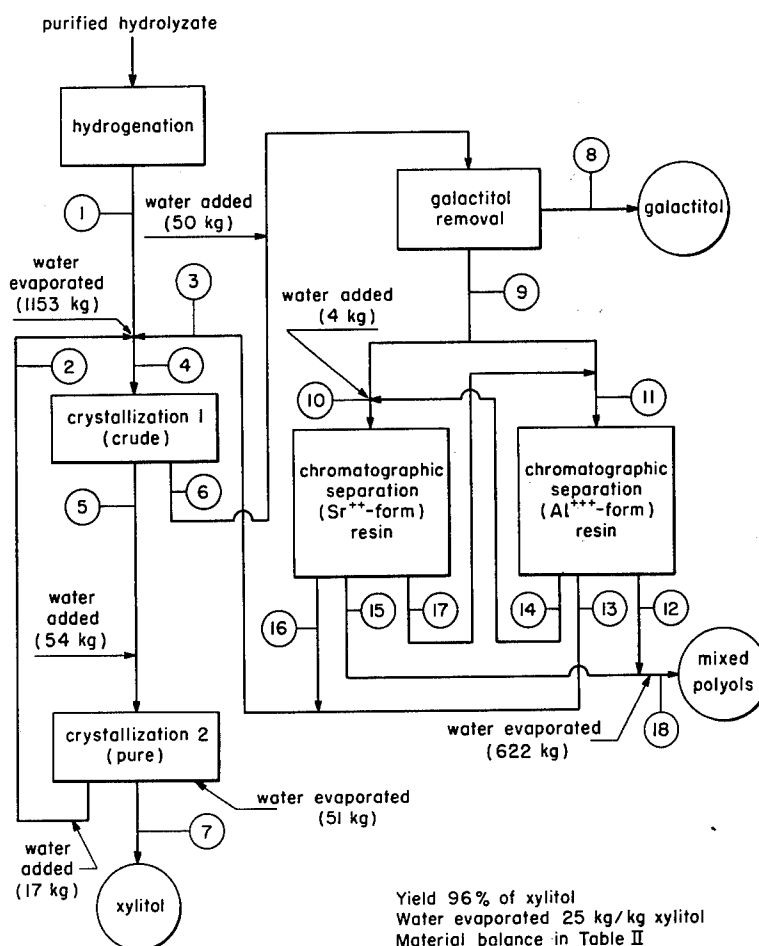 purified hydrolyzate
hydrogenation
1
water added
(50 kg)
8
galactitol
removal
galactitol
water
evaporated
(1153 kg)
3
9
water added
(4 kg)
2
4
10
11
crystallization 1
(crude)
5
6
chromatographic
separation
(Sr++-form)
resin
chromatographic
separation
(Al+++-form)
resin
16
15
17
14
13
12
water
added
(54 kg)
mixed
polyols
water evaporated
(622 kg)
18
crystallization 2
(pure)
water evaporated
(51 kg)
7
water
added
(17 kg)
xylitol
Yield 96% of xylitol
Water evaporated 25 kg/kg xylitol
Material balance in Table II